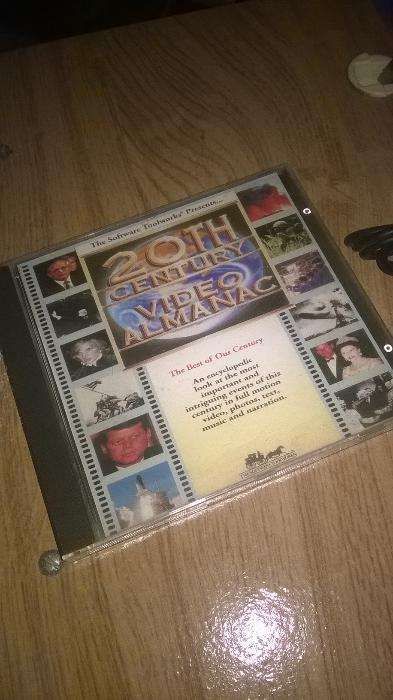 The Software Toolworks® Presents...
20TH
CENTURY
VIDEO
ALMANAC
The Best of Our Century
An encyclopedic
look at the most
important and
intriguing events of this
century in full motion
video, photos, text,
music and narration.